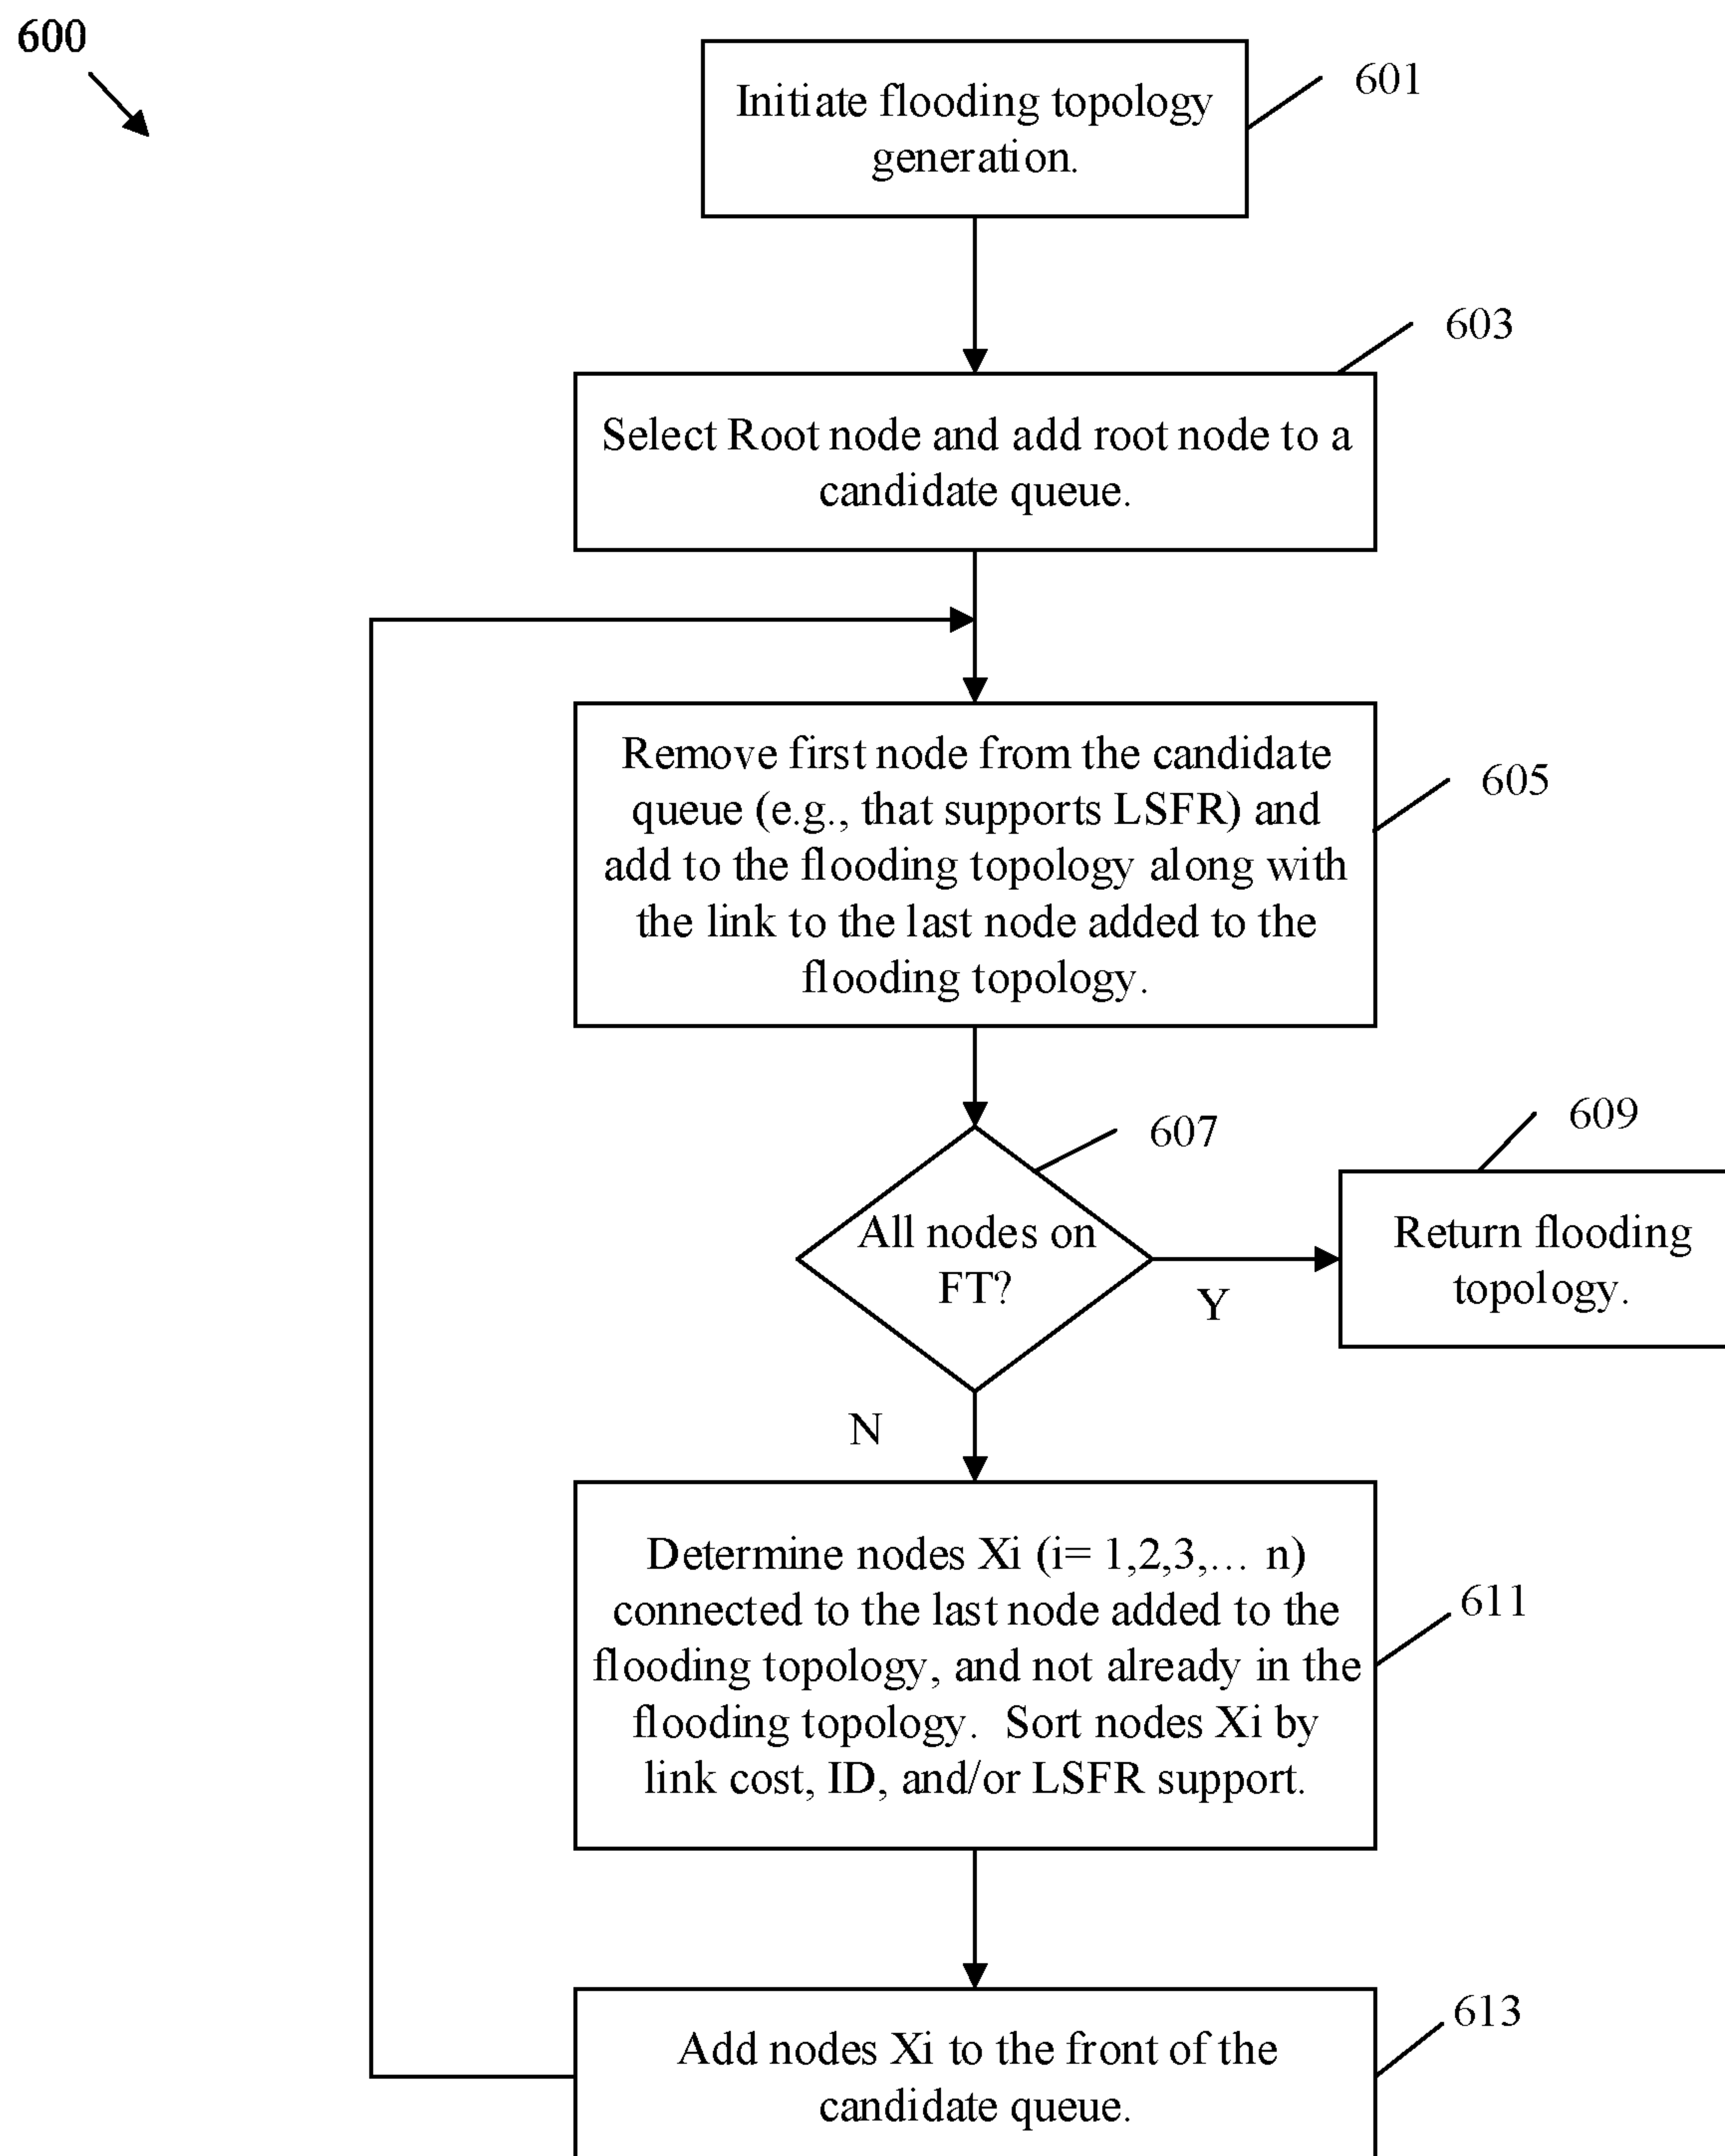 600
Initiate flooding topology
generation.
601
Select Root node and add root node to a
candidate queue.
603
Remove first node from the candidate
queue (e.g., that supports LSFR) and
add to the flooding topology along with
the link to the last node added to the
flooding topology.
605
All nodes on
FT?
607
Y
Return flooding
topology.
609
N
Determine nodes Xi (i= 1,2,3,… n)
connected to the last node added to the
flooding topology, and not already in the
flooding topology.  Sort nodes Xi by
link cost, ID, and/or LSFR support.
611
Add nodes Xi to the front of the
candidate queue.
613